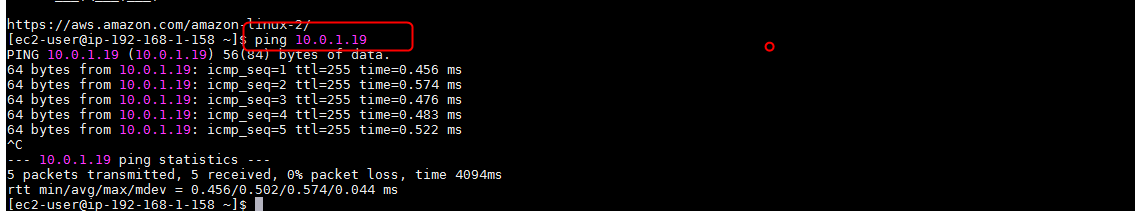 https://aws.amazon.com/amazon-linux-2/
[ec2-user@ip-192-168-1-158 ~]$ ping 10.0.1.19
PING 10.0.1.19 (10.0.1.19) 56(84) bytes of data.
64 bytes from 10.0.1.19: icmp_seq=1 ttl=255 time=0.456 ms
64 bytes from 10.0.1.19: icmp_seq=2 ttl=255 time=0.574 ms
64 bytes from 10.0.1.19: icmp_seq=3 ttl=255 time=0.476 ms
64 bytes from 10.0.1.19: icmp_seq=4 ttl=255 time=0.483 ms
64 bytes from 10.0.1.19: icmp_seq=5 ttl=255 time=0.522 ms
^C
--- 10.0.1.19 ping statistics ---
5 packets transmitted, 5 received, 0% packet loss, time 4094ms
rtt min/avg/max/mdev = 0.456/0.502/0.574/0.044 ms
[ec2-user@ip-192-168-1-158 ~]$